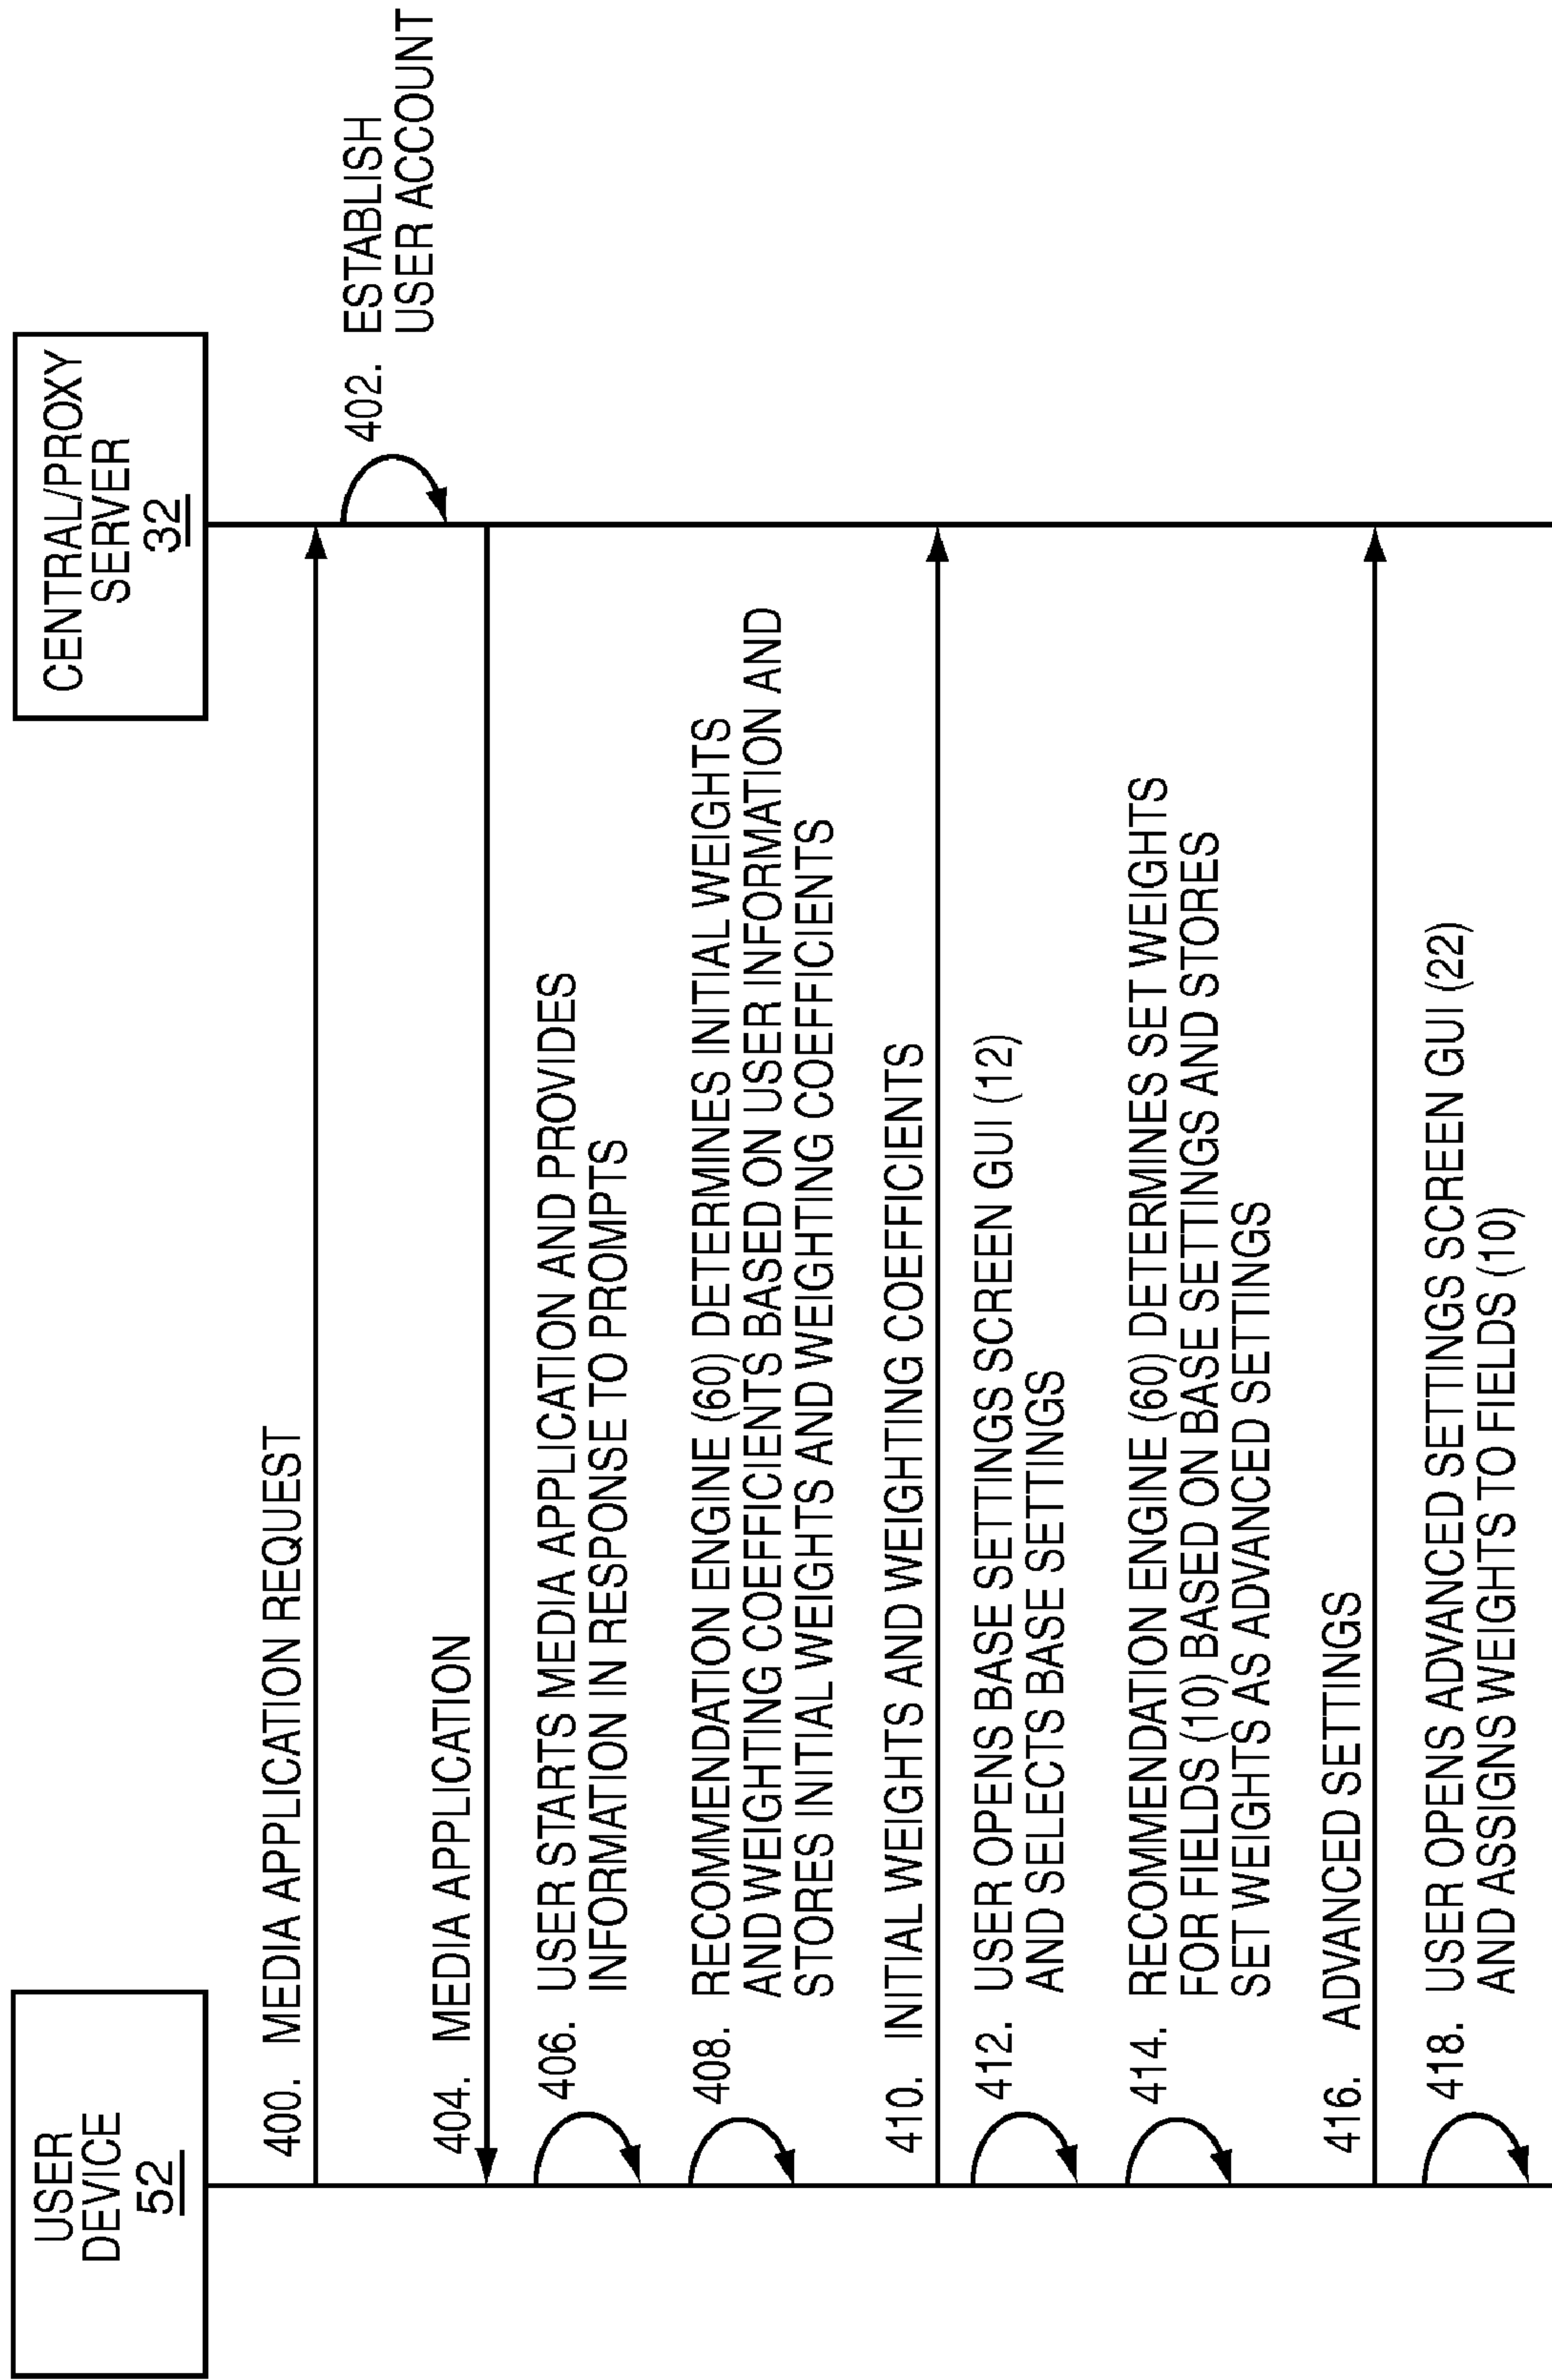 USER
DEVICE
52
CENTRAL/PROXY
SERVER
32
400. MEDIA APPLICATION REQUEST
402. ESTABLISH
USER ACCOUNT
404. MEDIA APPLICATION
406. USER STARTS MEDIA APPLICATION AND PROVIDES
INFORMATION IN RESPONSE TO PROMPTS
408. RECOMMENDATION ENGINE (60) DETERMINES INITIAL WEIGHTS
AND WEIGHTING COEFFICIENTS BASED ON USER INFORMATION AND
STORES INITIAL WEIGHTS AND WEIGHTING COEFFICIENTS
410. INITIAL WEIGHTS AND WEIGHTING COEFFICIENTS
412. USER OPENS BASE SETTINGS SCREEN GUI (12)
AND SELECTS BASE SETTINGS
414. RECOMMENDATION ENGINE (60) DETERMINES SET WEIGHTS
FOR FIELDS (10) BASED ON BASE SETTINGS AND STORES
SET WEIGHTS AS ADVANCED SETTINGS
416. ADVANCED SETTINGS
418. USER OPENS ADVANCED SETTINGS SCREEN GUI (22)
AND ASSIGNS WEIGHTS TO FIELDS (10)